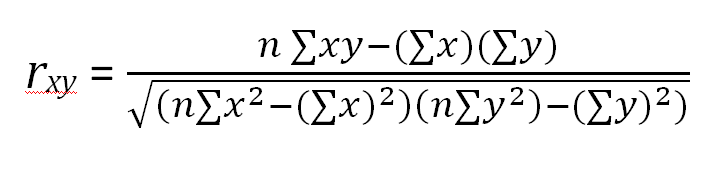 rxy = n ∑xy−(∑x)(∑y) / √(n∑x²−(∑x)²)(n∑y²)−(∑y)²)